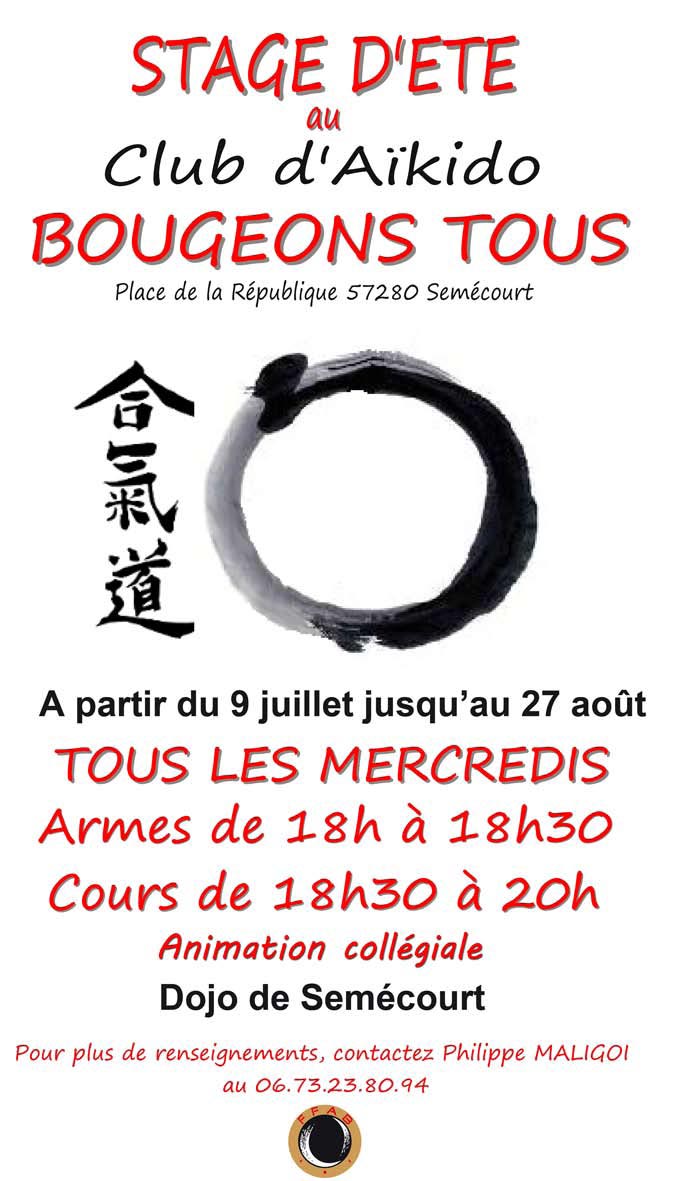 STAGE D'ETE
au
Club d'Aïkido
BOUGEONS TOUS
Place de la République 57280 Semécourt
合
氣
道
A partir du 9 juillet jusqu’au 27 août
TOUS LES MERCREDIS
Armes de 18h à 18h30
Cours de 18h30 à 20h
Animation collégiale
Dojo de Semécourt
Pour plus de renseignements, contactez Philippe MALIGOI
au 06.73.23.80.94
FFAB